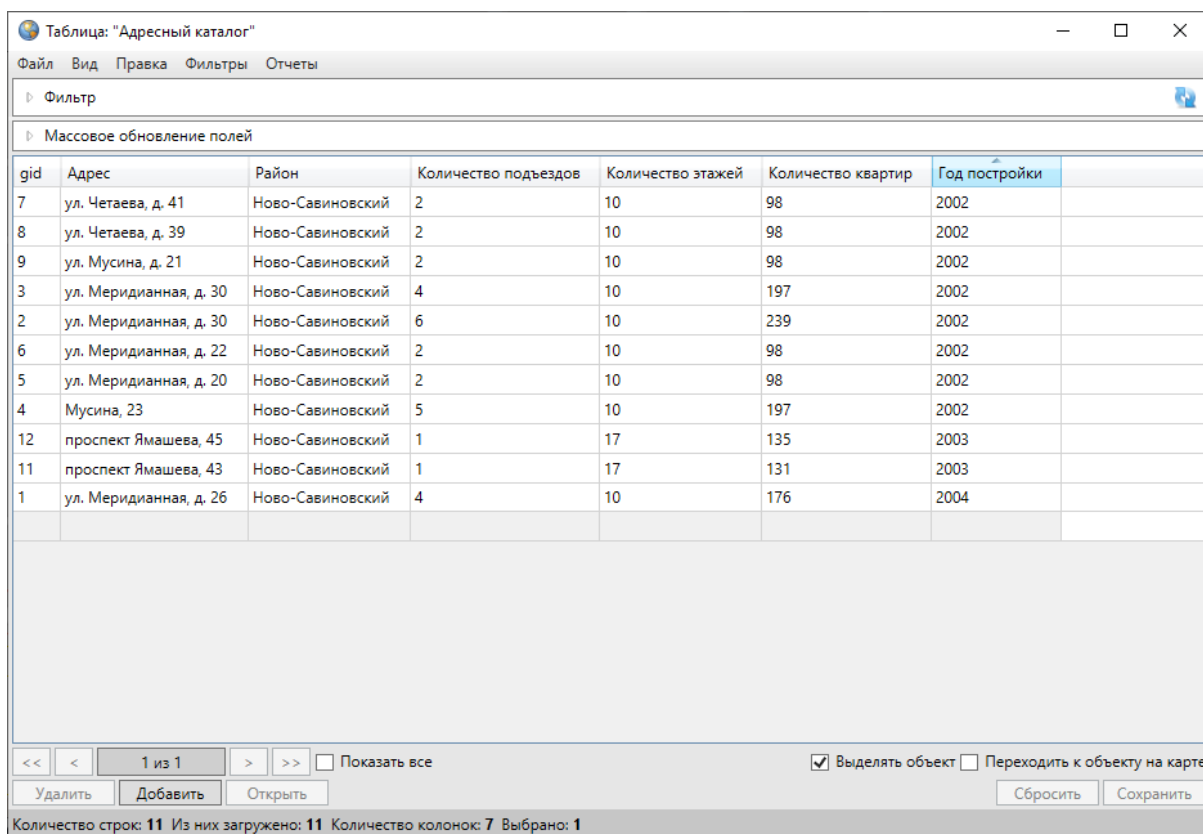 Таблица: "Адресный каталог"
Файл Вид Правка Фильтры Отчеты
Фильтр
Массовое обновление полей
gid Адрес Район Количество подъездов Количество этажей Количество квартир Год постройки
7 ул. Четаева, д. 41 Ново-Савиновский 2 10 98 2002
8 ул. Четаева, д. 39 Ново-Савиновский 2 10 98 2002
9 ул. Мусина, д. 21 Ново-Савиновский 2 10 98 2002
3 ул. Меридианная, д. 30 Ново-Савиновский 4 10 197 2002
2 ул. Меридианная, д. 30 Ново-Савиновский 6 10 239 2002
6 ул. Меридианная, д. 22 Ново-Савиновский 2 10 98 2002
5 ул. Меридианная, д. 20 Ново-Савиновский 2 10 98 2002
4 Мусина, 23 Ново-Савиновский 5 10 197 2002
12 проспект Ямашева, 45 Ново-Савиновский 1 17 135 2003
11 проспект Ямашева, 43 Ново-Савиновский 1 17 131 2003
1 ул. Меридианная, д. 26 Ново-Савиновский 4 10 176 2004
<< < 1 из 1 > >> Показать все Выделять объект Переходить к объекту на карте
Удалить Добавить Открыть Сбросить Сохранить
Количество строк: 11 Из них загружено: 11 Количество колонок: 7 Выбрано: 1